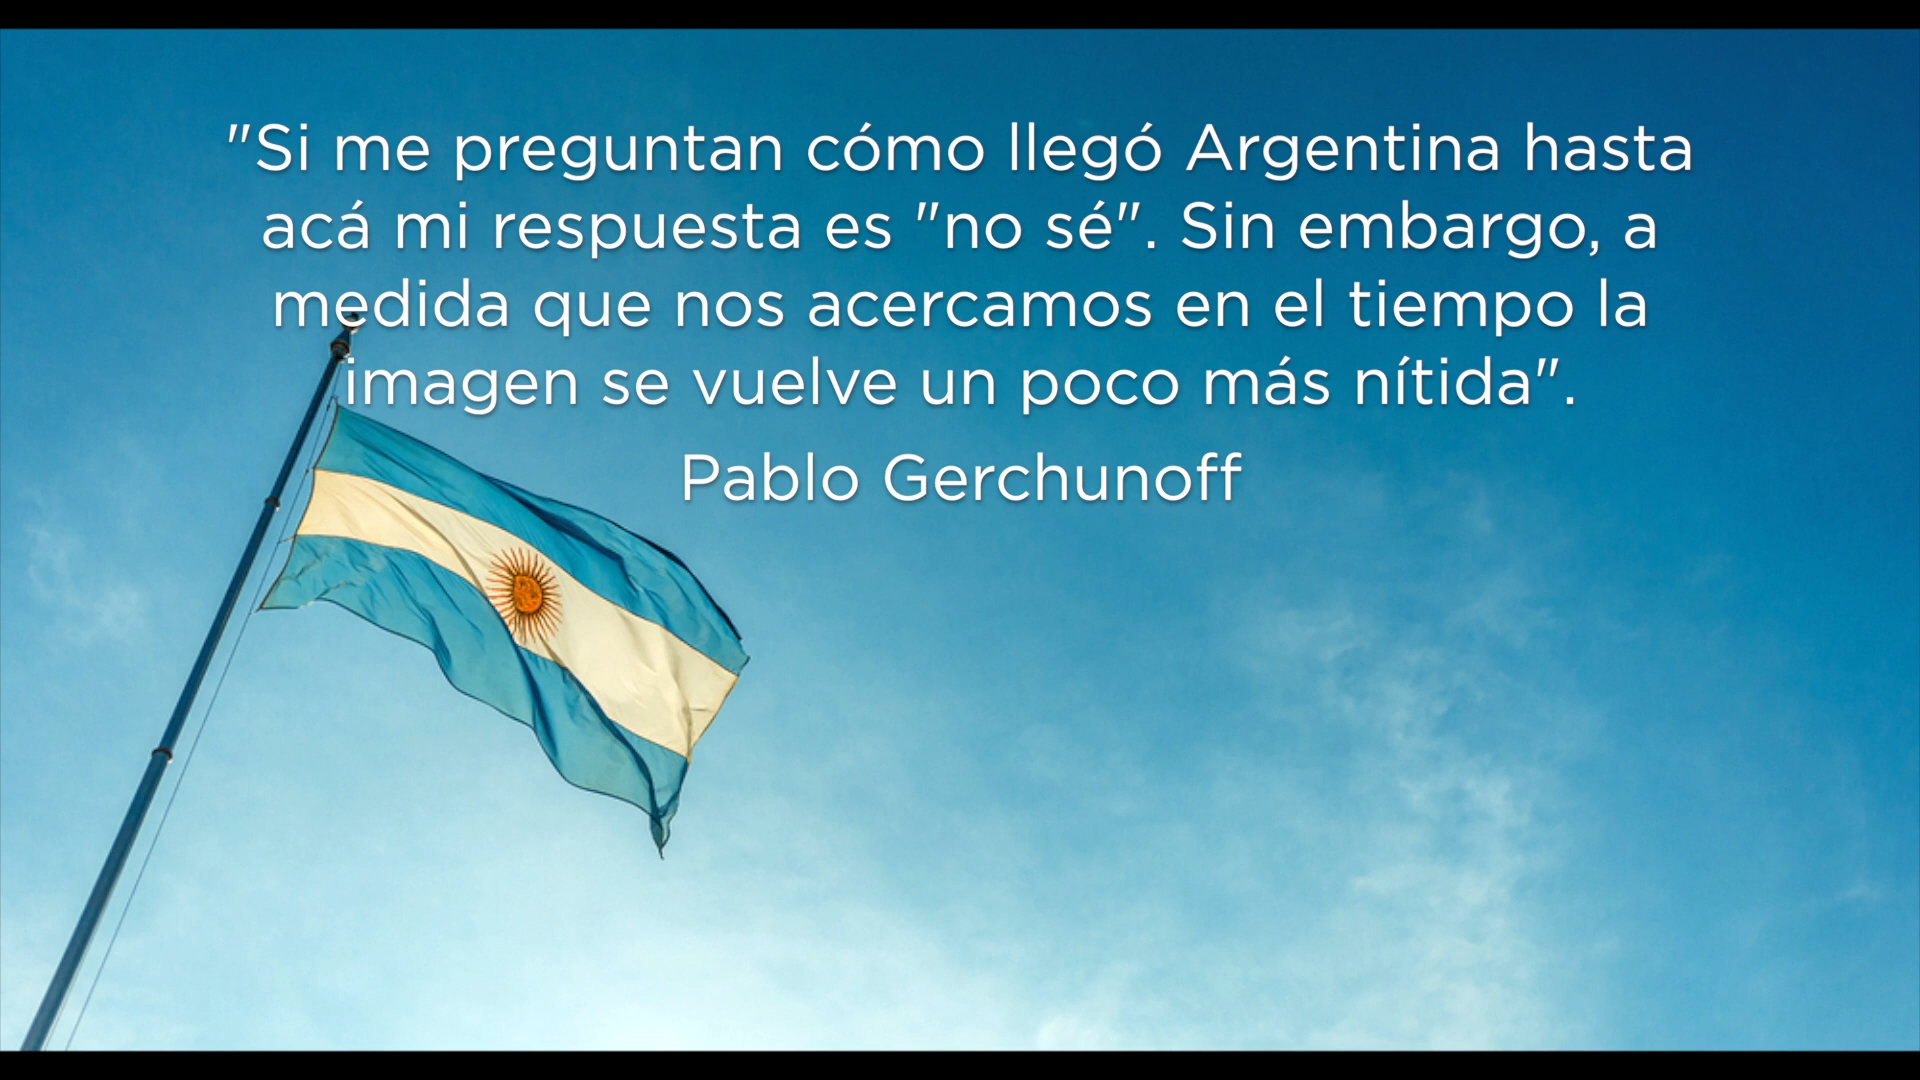 "Si me preguntan cómo llegó Argentina hasta
acá mi respuesta es "no sé". Sin embargo, a
medida que nos acercamos en el tiempo la
imagen se vuelve un poco más nítida".
Pablo Gerchunoff